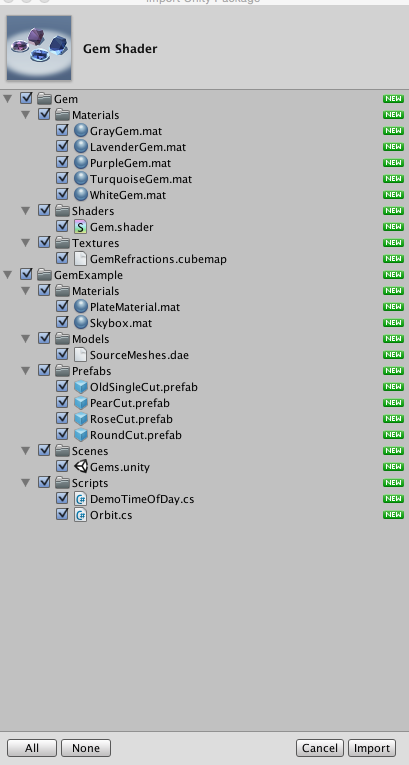 Import Unity Package
Gem Shader
Gem NEW
Materials NEW
GrayGem.mat NEW
LavenderGem.mat NEW
PurpleGem.mat NEW
TurquoiseGem.mat NEW
WhiteGem.mat NEW
Shaders NEW
S Gem.shader NEW
Textures NEW
GemRefractions.cubemap NEW
GemExample NEW
Materials NEW
PlateMaterial.mat NEW
Skybox.mat NEW
Models NEW
SourceMeshes.dae NEW
Prefabs NEW
OldSingleCut.prefab NEW
PearCut.prefab NEW
RoseCut.prefab NEW
RoundCut.prefab NEW
Scenes NEW
Gems.unity NEW
Scripts NEW
C# DemoTimeOfDay.cs NEW
C# Orbit.cs NEW
All None Cancel Import